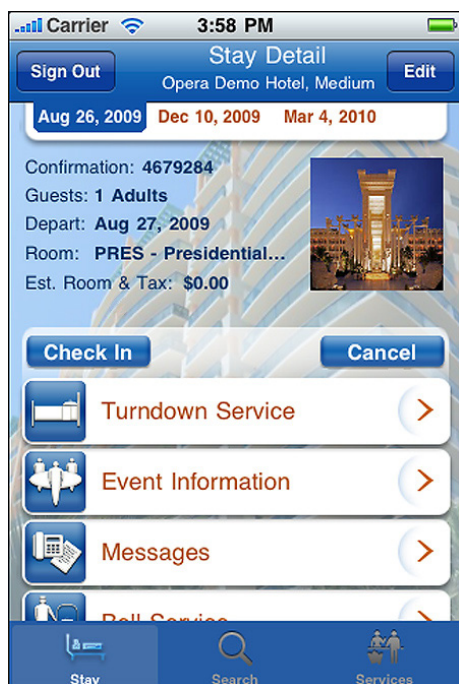 Carrier 3:58 PM
Stay Detail
Sign Out
Opera Demo Hotel, Medium
Edit
Aug 26, 2009 Dec 10, 2009 Mar 4, 2010
Confirmation: 4679284
Guests: 1 Adults
Depart: Aug 27, 2009
Room: PRES - Presidential...
Est. Room & Tax: $0.00
Check In Cancel
Turndown Service
Event Information
Messages
Bell Service
Stay Search Services